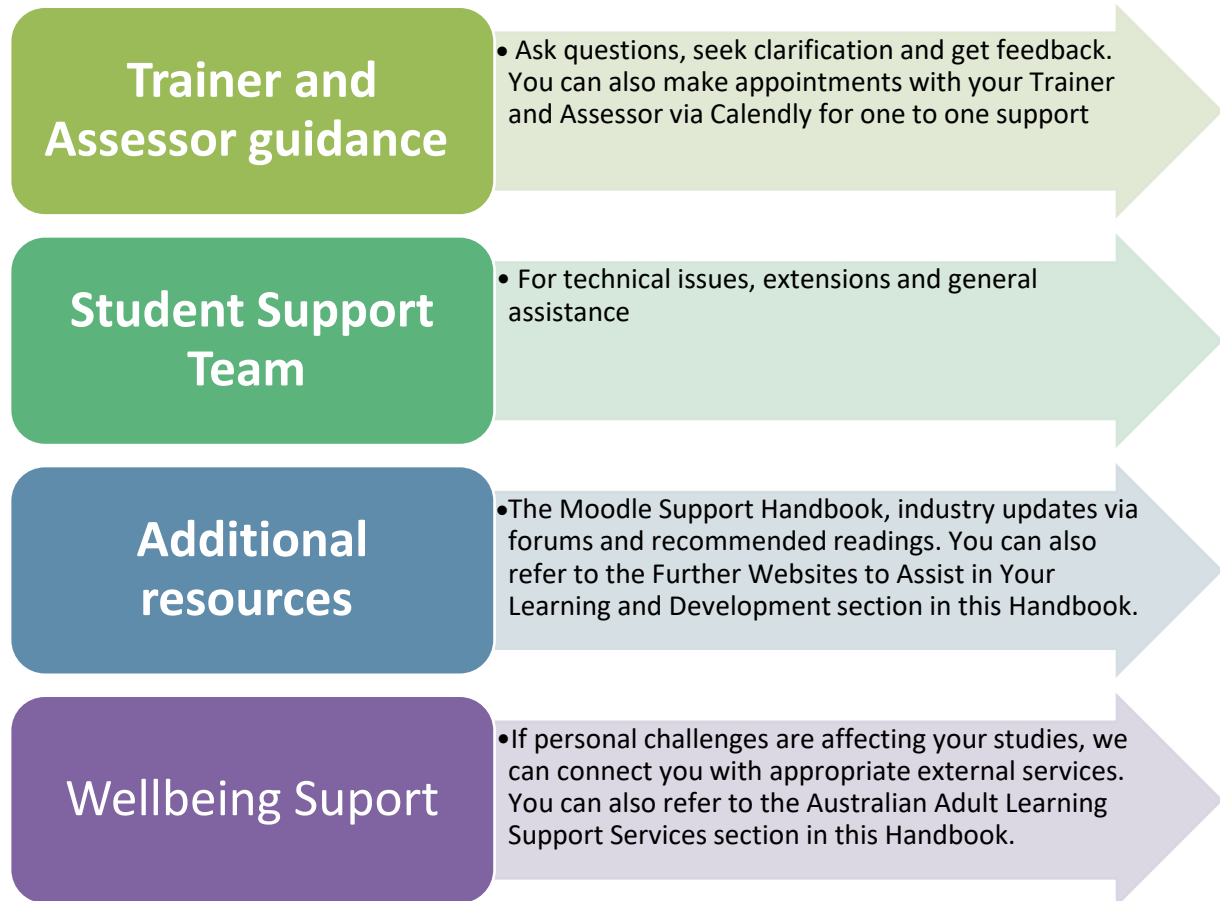 Trainer and
Assessor guidance
• Ask questions, seek clarification and get feedback.
You can also make appointments with your Trainer
and Assessor via Calendly for one to one support
Student Support
Team
• For technical issues, extensions and general
assistance
Additional
resources
•The Moodle Support Handbook, industry updates via
forums and recommended readings. You can also
refer to the Further Websites to Assist in Your
Learning and Development section in this Handbook.
Wellbeing Suport
•If personal challenges are affecting your studies, we
can connect you with appropriate external services.
You can also refer to the Australian Adult Learning
Support Services section in this Handbook.